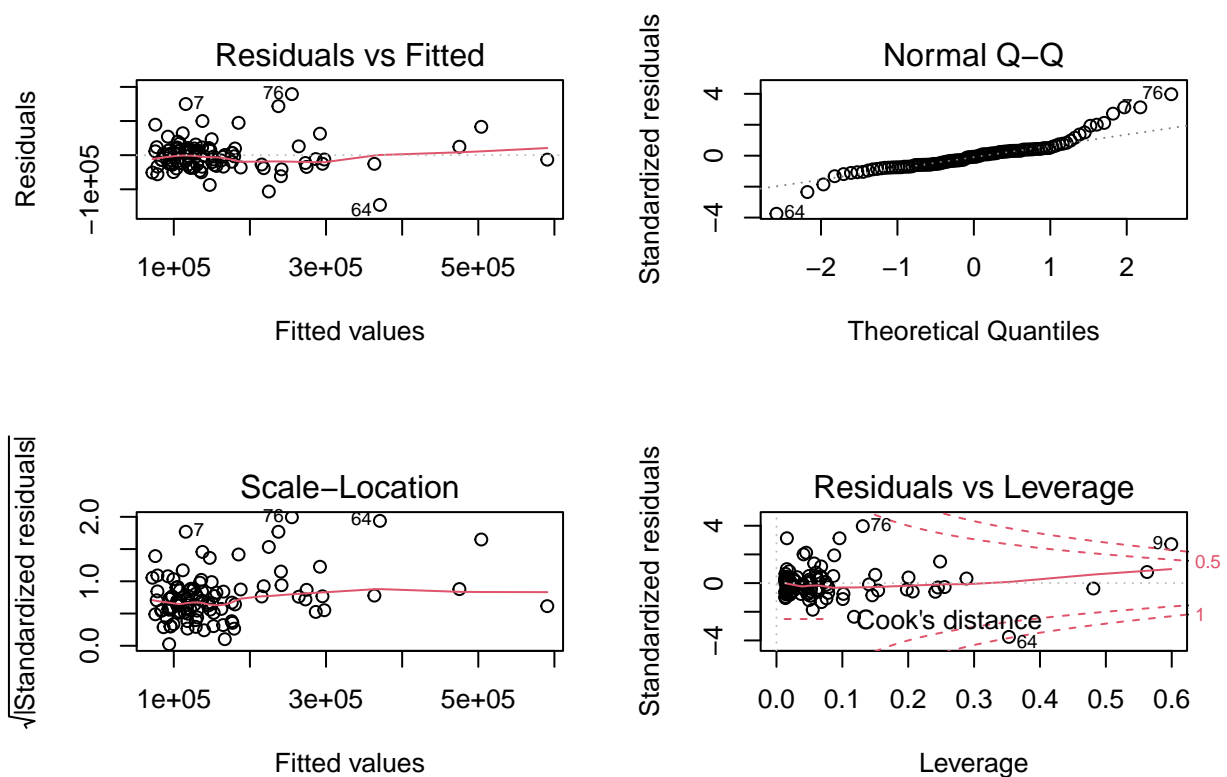 Residuals vs Fitted
Residuals
−1e+05
7
76
64
1e+05 3e+05 5e+05
Fitted values
Normal Q−Q
Standardized residuals
4
0
−4
7
76
64
−2 −1 0 1 2
Theoretical Quantiles
Scale−Location
√|Standardized residuals|
2.0
1.0
0.0
7
76
64
1e+05 3e+05 5e+05
Fitted values
Residuals vs Leverage
Standardized residuals
4
0
−4
76
9
64
0.5
1
Cook's distance
0.0 0.1 0.2 0.3 0.4 0.5 0.6
Leverage